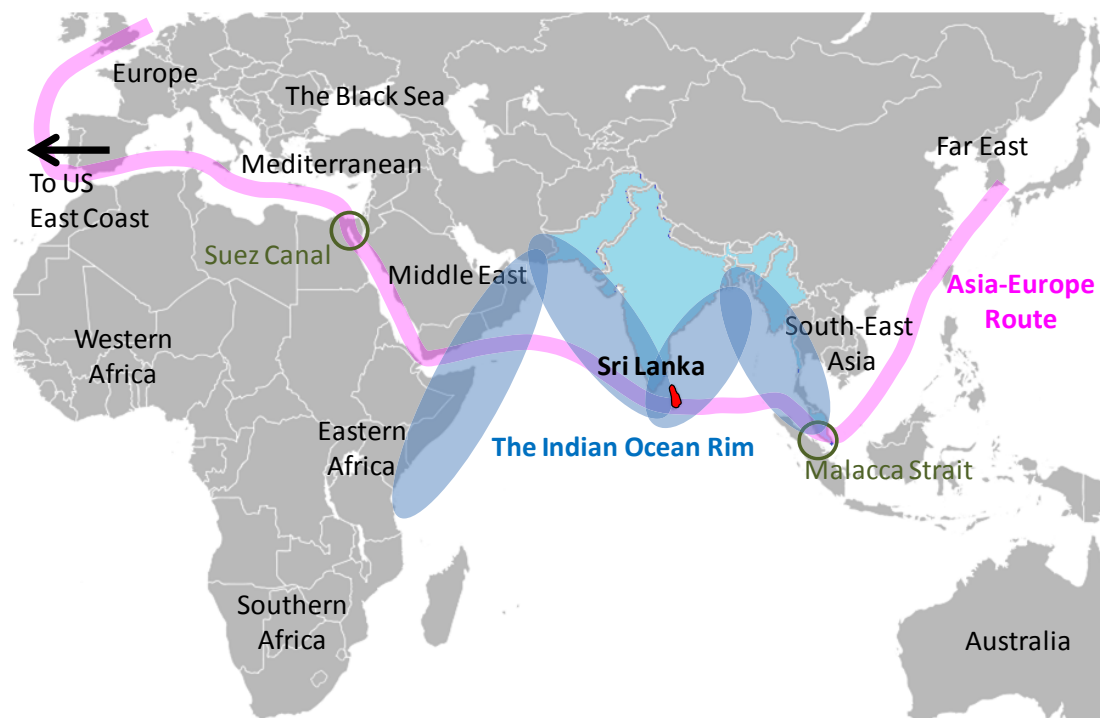 Europe
The Black Sea
Far East
Mediterranean
To US
East Coast
Suez Canal
Middle East
Asia-Europe
Route
South-East
Asia
Western
Africa
Sri Lanka
Eastern
Africa
The Indian Ocean Rim
Malacca Strait
Southern
Africa
Australia